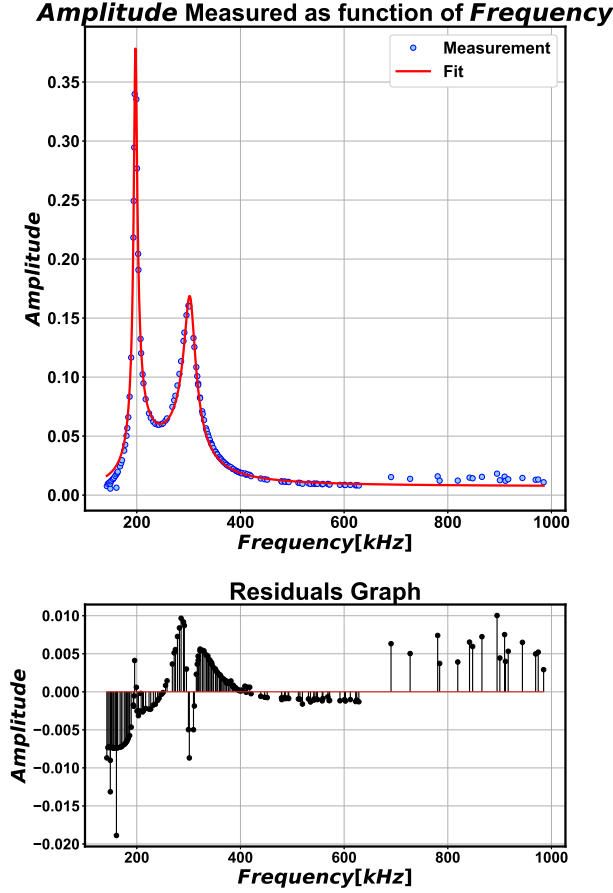 Amplitude Measured as function of Frequency
Measurement
Fit
0.35
0.30
0.25
0.20
0.15
0.10
0.05
0.00
Amplitude
200 400 600 800 1000
Frequency[kHz]
Residuals Graph
0.010
0.005
0.000
−0.005
−0.010
−0.015
−0.020
Amplitude
200 400 600 800 1000
Frequency[kHz]